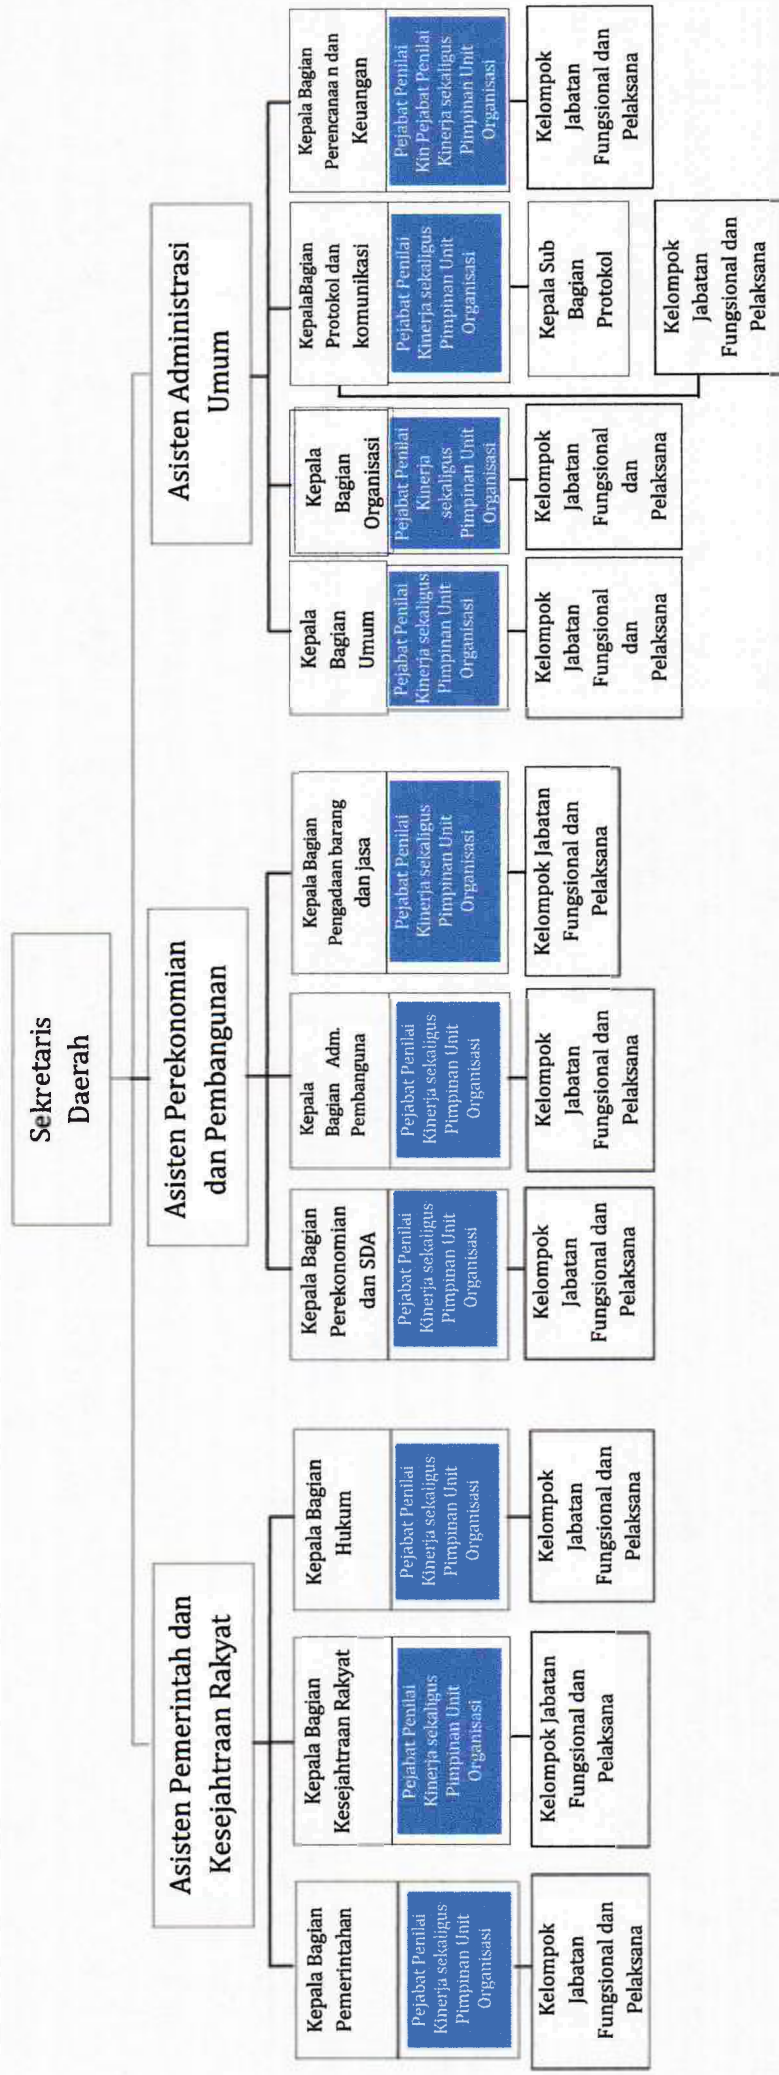 Sekretaris
Daerah
Asisten Pemerintah dan
Kesejahtraan Rakyat
Asisten Perekonomian
dan Pembangunan
Asisten Administrasi
Umum
Kepala Bagian
Pemerintahan
Pejabat Penilai
Kinerja sekaligus
Pimpinan Unit
Organisasi
Kelompok
Jabatan
Fungsional dan
Pelaksana
Kepala Bagian
Kesejahtraan Rakyat
Pejabat Penilai
Kinerja sekaligus
Pimpinan Unit
Organisasi
Kelompok Jabatan
Fungsional dan
Pelaksana
Kepala Bagian
Hukum
Pejabat Penilai
Kinerja sekaligus
Pimpinan Unit
Organisasi
Kelompok
Jabatan
Fungsional dan
Pelaksana
Kepala Bagian
Perekonomian
dan SDA
Pejabat Penilai
Kinerja sekaligus
Pimpinan Unit
Organisasi
Kelompok
Jabatan
Fungsional dan
Pelaksana
Kepala
Bagian Adm.
Pembanguna
Pejabat Penilai
Kinerja sekaligus
Pimpinan Unit
Organisasi
Kelompok
Jabatan
Fungsional dan
Pelaksana
Kepala Bagian
Pengadaan barang
dan jasa
Pejabat Penilai
Kinerja sekaligus
Pimpinan Unit
Organisasi
Kelompok Jabatan
Fungsional dan
Pelaksana
Kepala
Bagian
Umum
Pejabat Penilai
Kinerja sekaligus
Pimpinan Unit
Organisasi
Kelompok
Jabatan
Fungsional
dan
Pelaksana
Kepala
Bagian
Organisasi
Pejabat Penilai
Kinerja
sekaligus
Pimpinan Unit
Organisasi
Kelompok
Jabatan
Fungsional
dan
Pelaksana
KepalaBagian
Protokol dan
komunikasi
Pejabat Penilai
Kinerja sekaligus
Pimpinan Unit
Organisasi
Kepala Sub
Bagian
Protokol
Kelompok
Jabatan
Fungsional dan
Pelaksana
Kepala Bagian
Perencanaa n dan
Keuangan
Pejabat Penilai
Kin Pejabat Penilai
Kinerja sekaligus
Pimpinan Unit
Organisasi
Kelompok
Jabatan
Fungsional dan
Pelaksana